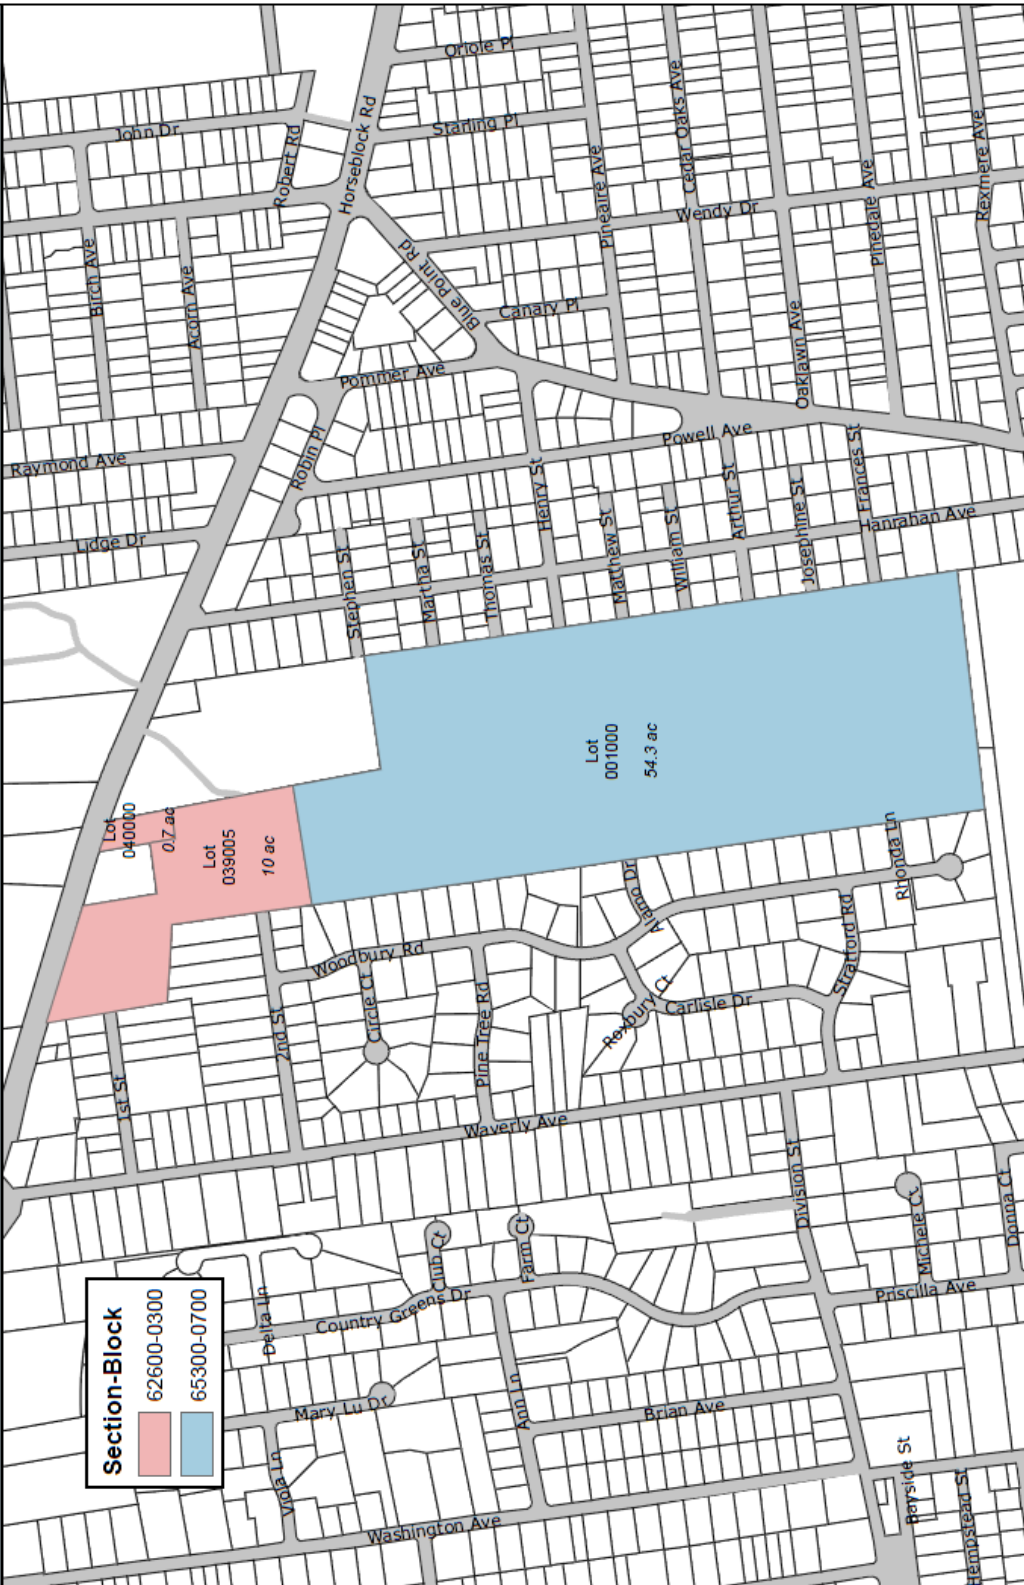 Oriole Pl
Cedar Oaks Ave
John Dr
Starling Pl
Robert Rd
Horseblock Rd
Pineaire Ave
Rexmere Ave
Pinedale Ave
Wendy Dr
Birch Ave
Acorn Ave
Blue Point Rd
Canary Pl
Oaklawn Ave
Pommer Ave
Raymond Ave
Robin Pl
Powell Ave
Henry St
Arthur St
Frances St
Lidge Dr
Hanrahan Ave
Stephen St
Martha St
Thomas St
Matthew St
William St
Josephine St
Lot
001000
54.3 ac
Lot
040000
0.7 ac
Lot
039005
10 ac
Alamo Dr
Rhonda Ln
Woodbury Rd
Stratford Rd
Circle Ct
Roxbury Ct
Carlisle Dr
2nd St
Pine Tree Rd
1st St
Waverly Ave
Division St
Michele Ct
Donna Ct
Club Ct
Farm Ct
Priscilla Ave
Country Greens Dr
Delta Ln
Mary Lu Dr
Ann Ln
Brian Ave
Viola Ln
Washington Ave
Bayside St
Hempstead St
Section-Block
62600-0300
65300-0700